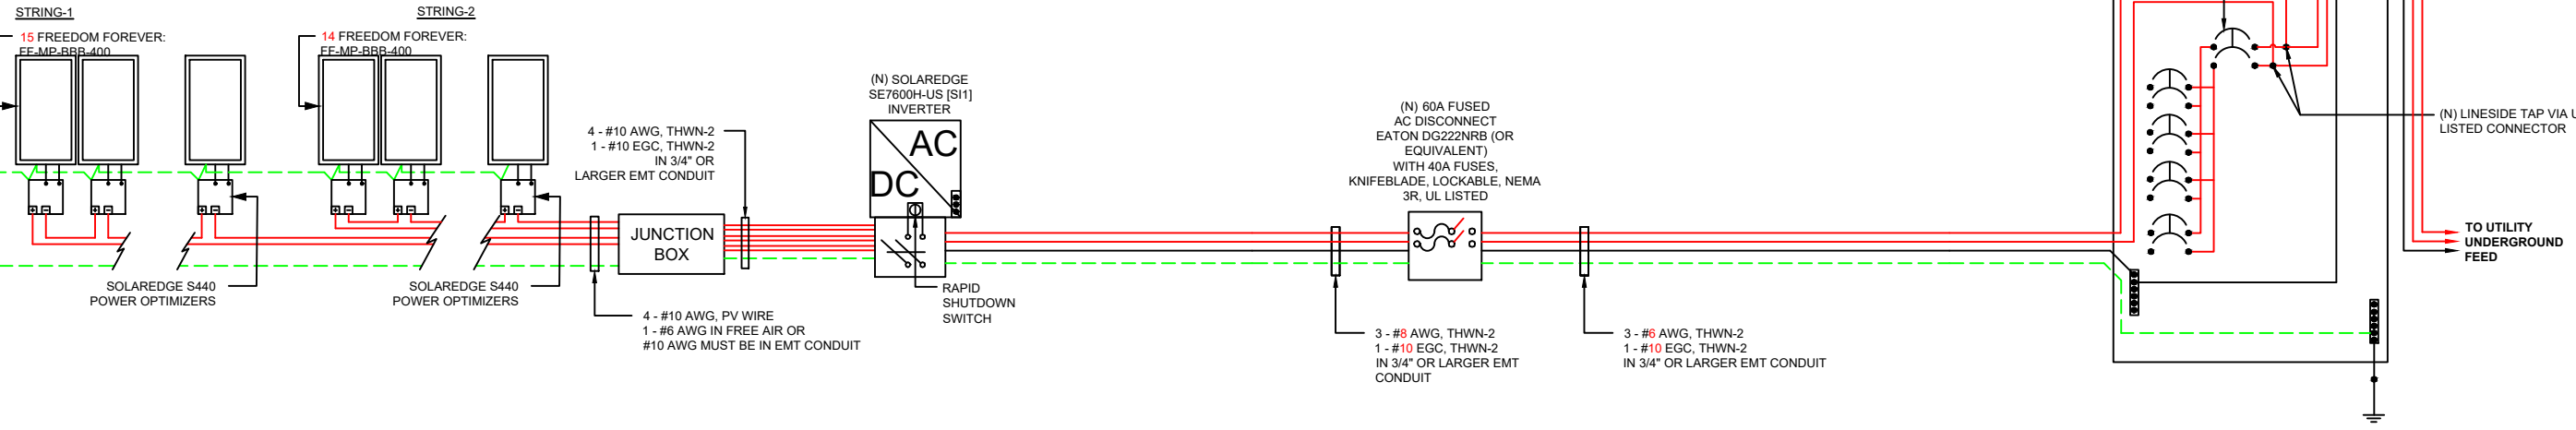 STRING-1
15 FREEDOM FOREVER:
FF-MP-BBB-400
STRING-2
14 FREEDOM FOREVER:
FF-MP-BBB-400
SOLAREDGE S440
POWER OPTIMIZERS
SOLAREDGE S440
POWER OPTIMIZERS
4 - #10 AWG, THWN-2
1 - #10 EGC, THWN-2
IN 3/4" OR
LARGER EMT CONDUIT
JUNCTION
BOX
4 - #10 AWG, PV WIRE
1 - #6 AWG IN FREE AIR OR
#10 AWG MUST BE IN EMT CONDUIT
(N) SOLAREDGE
SE7600H-US [SI1]
INVERTER
AC
DC
RAPID
SHUTDOWN
SWITCH
(N) 60A FUSED
AC DISCONNECT
EATON DG222NRB (OR
EQUIVALENT)
WITH 40A FUSES,
KNIFEBLADE, LOCKABLE, NEMA
3R, UL LISTED
3 - #8 AWG, THWN-2
1 - #10 EGC, THWN-2
IN 3/4" OR LARGER EMT
CONDUIT
3 - #6 AWG, THWN-2
1 - #10 EGC, THWN-2
IN 3/4" OR LARGER EMT CONDUIT
(N) LINESIDE TAP VIA
LISTED CONNECTOR
TO UTILITY
UNDERGROUND
FEED